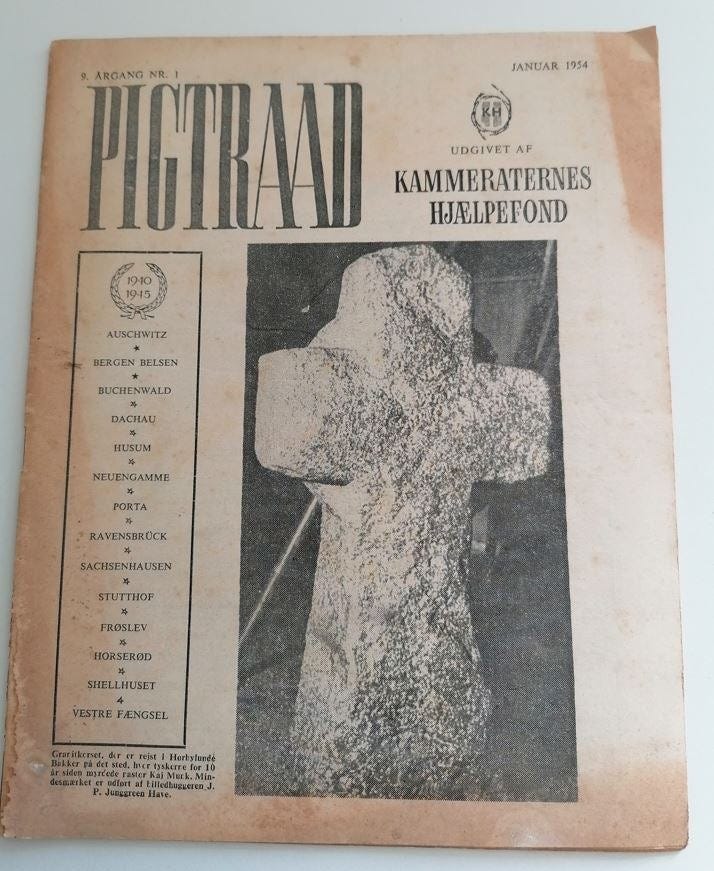 9. ÅRGANG NR. 1
JANUAR 1954
PIGTRAAD
KH
UDGIVET AF
KAMMERATERNES
HJÆLPEFOND
1940
1945
AUSCHWITZ
BERGEN BELSEN
BUCHENWALD
DACHAU
HUSUM
NEUENGAMME
PORTA
RAVENSBRÜCK
SACHSENHAUSEN
STUTTHOF
FRØSLEV
HORSERØD
SHELLHUSET
VESTRE FÆNGSEL
Granitkorset, der er rejst i Hørbylunde
Bakker på det sted, hvor tyskerne for 10
år siden myrdede pastor Kaj Munk. Min-
desmærket er udført af billedhuggeren J.
P. Junggreen Have.